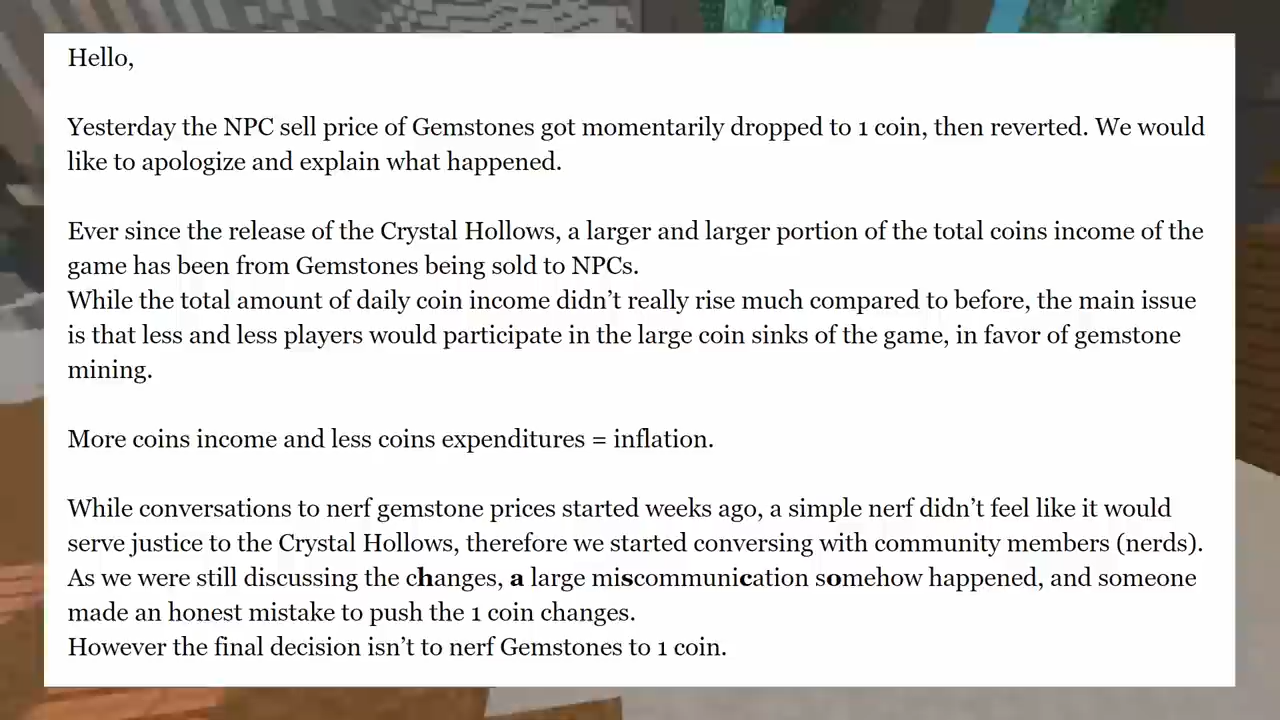 Hello,
Yesterday the NPC sell price of Gemstones got momentarily dropped to 1 coin, then reverted. We would
like to apologize and explain what happened.
Ever since the release of the Crystal Hollows, a larger and larger portion of the total coins income of the
game has been from Gemstones being sold to NPCs.
While the total amount of daily coin income didn’t really rise much compared to before, the main issue
is that less and less players would participate in the large coin sinks of the game, in favor of gemstone
mining.
More coins income and less coins expenditures = inflation.
While conversations to nerf gemstone prices started weeks ago, a simple nerf didn’t feel like it would
serve justice to the Crystal Hollows, therefore we started conversing with community members (nerds).
As we were still discussing the changes, a large miscommunication somehow happened, and someone
made an honest mistake to push the 1 coin changes.
However the final decision isn’t to nerf Gemstones to 1 coin.